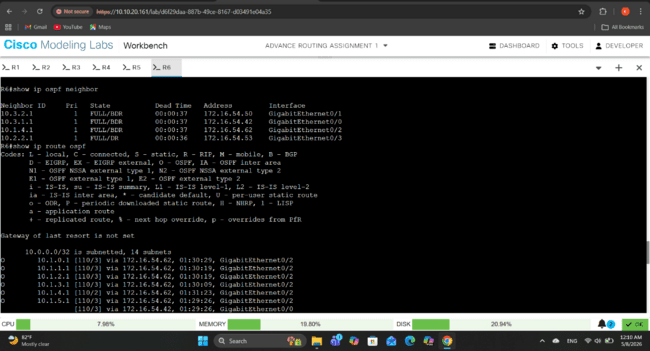 Not secure https://10.10.20.161/lab/d6f29daa-887b-49ce-8167-d03491e04a35
Gmail YouTube Maps All Bookmarks
Cisco Modeling Labs Workbench ADVANCE ROUTING ASSIGNMENT 1 DASHBOARD TOOLS DEVELOPER
R1 R2 R3 R4 R5 R6
R6#show ip ospf neighbor
Neighbor ID Pri State Dead Time Address Interface
10.3.2.1 1 FULL/BDR 00:00:37 172.16.54.50 GigabitEthernet0/1
10.3.1.1 1 FULL/BDR 00:00:37 172.16.54.42 GigabitEthernet0/0
10.1.4.1 1 FULL/BDR 00:00:37 172.16.54.62 GigabitEthernet0/2
10.2.2.1 1 FULL/DR 00:00:36 172.16.54.53 GigabitEthernet0/3
R6#show ip route ospf
Codes: L - local, C - connected, S - static, R - RIP, M - mobile, B - BGP
D - EIGRP, EX - EIGRP external, O - OSPF, IA - OSPF inter area
N1 - OSPF NSSA external type 1, N2 - OSPF NSSA external type 2
E1 - OSPF external type 1, E2 - OSPF external type 2
i - IS-IS, su - IS-IS summary, L1 - IS-IS level-1, L2 - IS-IS level-2
ia - IS-IS inter area, * - candidate default, U - per-user static route
o - ODR, P - periodic downloaded static route, H - NHRP, l - LISP
a - application route
+ - replicated route, % - next hop override, p - overrides from PfR
Gateway of last resort is not set
10.0.0.0/32 is subnetted, 14 subnets
O 10.1.0.1 [110/3] via 172.16.54.62, 01:30:29, GigabitEthernet0/2
O 10.1.1.1 [110/3] via 172.16.54.62, 01:30:19, GigabitEthernet0/2
O 10.1.2.1 [110/3] via 172.16.54.62, 01:30:19, GigabitEthernet0/2
O 10.1.3.1 [110/3] via 172.16.54.62, 01:30:09, GigabitEthernet0/2
O 10.1.4.1 [110/2] via 172.16.54.62, 01:31:23, GigabitEthernet0/2
O 10.1.5.1 [110/3] via 172.16.54.62, 01:29:26, GigabitEthernet0/2
[110/3] via 172.16.54.42, 01:29:26, GigabitEthernet0/0
CPU 7.98% MEMORY 19.80% DISK 20.94% 2 OK
82°F
Mostly clear
Search
ENG
12:10 AM
5/6/2026